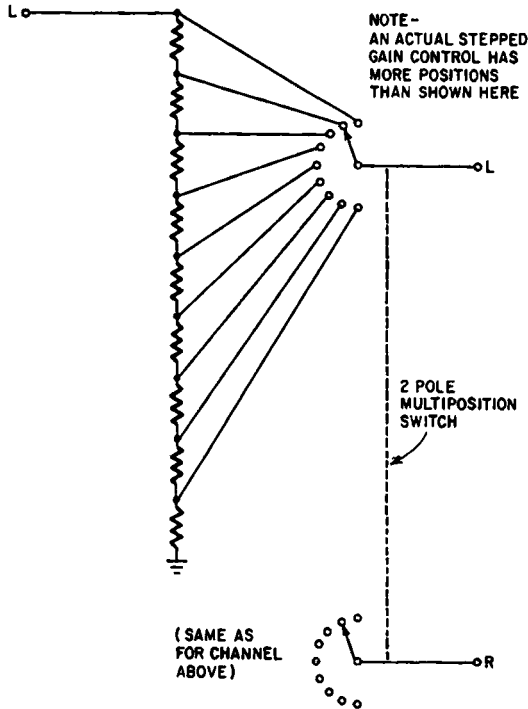 L
NOTE-
AN ACTUAL STEPPED
GAIN CONTROL HAS
MORE POSITIONS
THAN SHOWN HERE
L
2 POLE
MULTIPOSITION
SWITCH
(SAME AS
FOR CHANNEL
ABOVE)
R